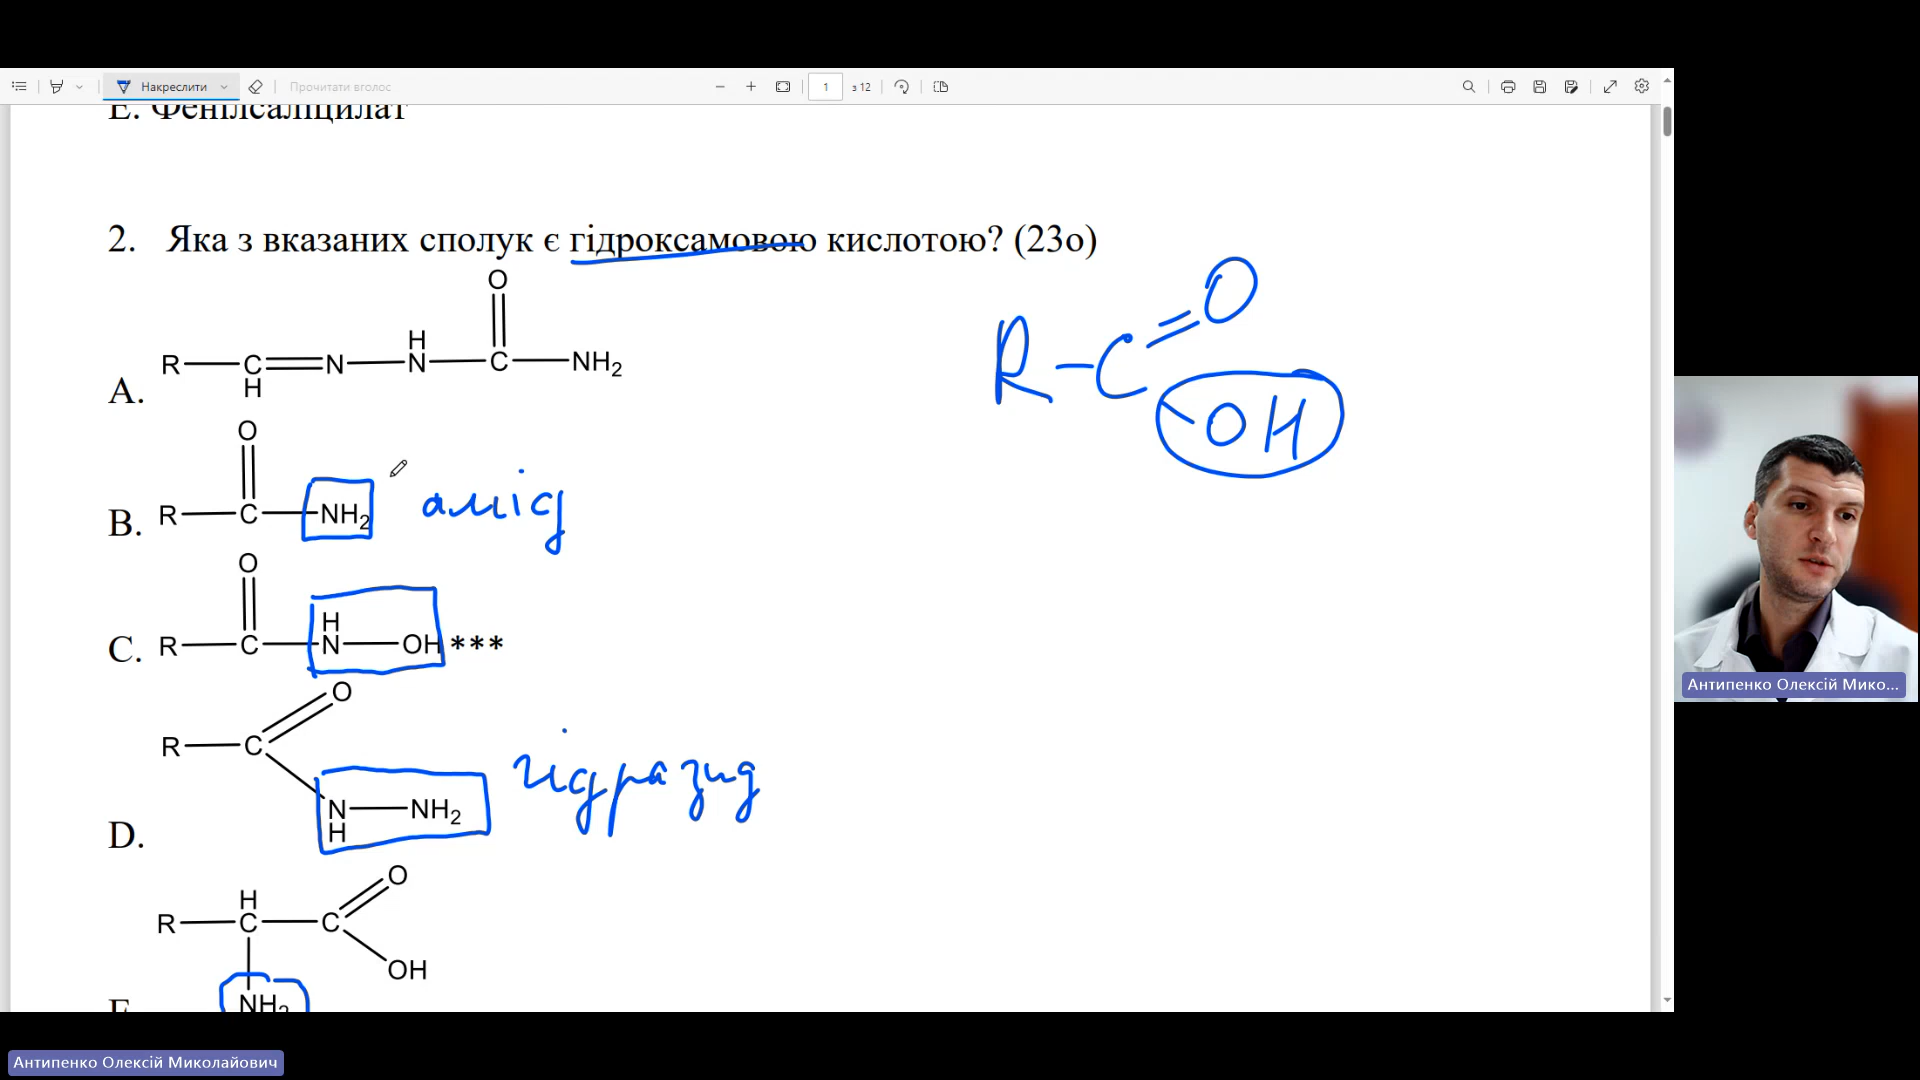 Накреслити Прочитати вголос 1 з 12
Е. Фенілсаліцилат
2. Яка з вказаних сполук є гідроксамовою кислотою? (23о)
O
H
R C N N C NH2
H
A.
R C O OH
O
R C NH2
B.
амід
O
H
R C N OH***
C.
O
R C
N NH2
H
D.
гідразид
O
H
R C C
OH
NH2
E
Антипенко Олексій Мико...
Антипенко Олексій Миколайович